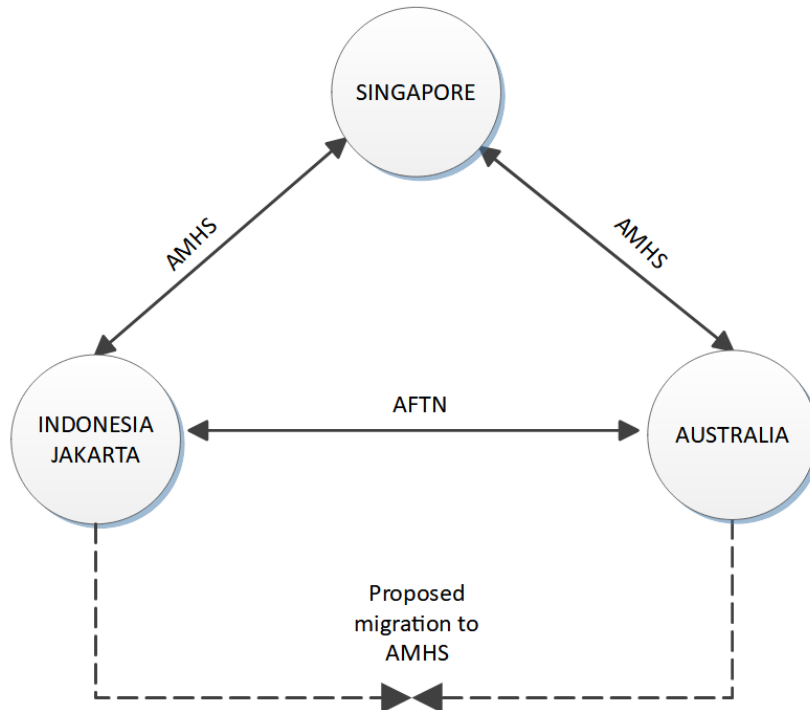 SINGAPORE
AMHS
AMHS
INDONESIA
JAKARTA
AFTN
AUSTRALIA
Proposed
migration to
AMHS